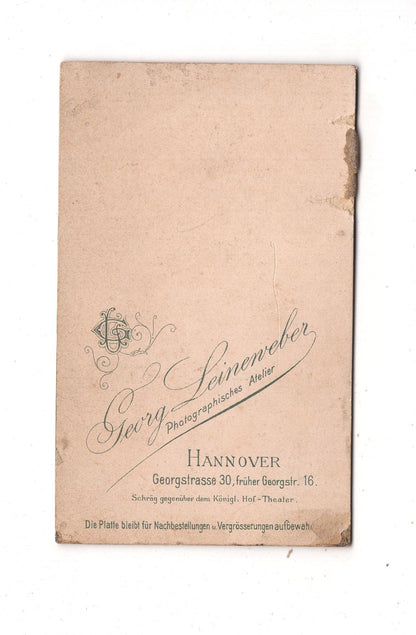 GL
Georg Leineweber
Photographisches Atelier
HANNOVER
Georgstrasse 30, früher Georgstr. 16.
Schräg gegenüber dem Königl. Hof-Theater.
Die Platte bleibt für Nachbestellungen u. Vergrösserungen aufbewah